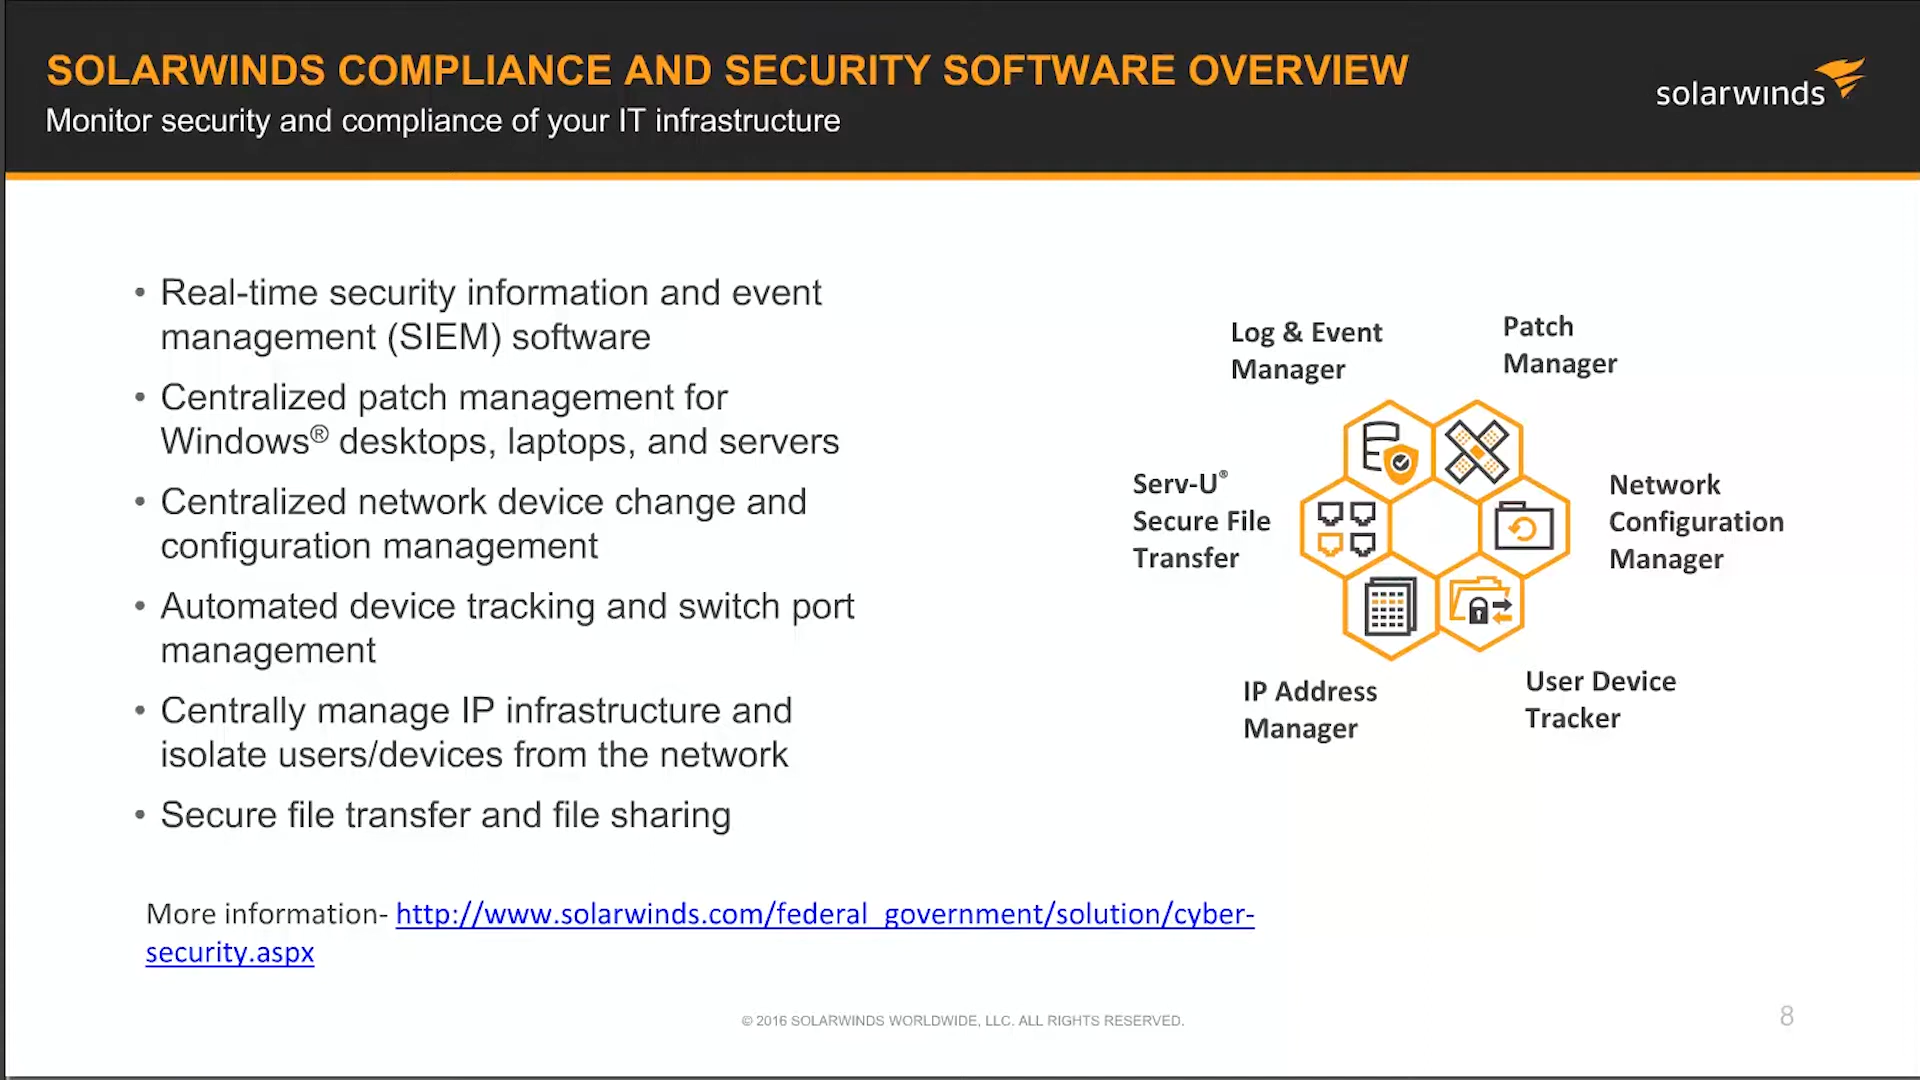 SOLARWINDS COMPLIANCE AND SECURITY SOFTWARE OVERVIEW
Monitor security and compliance of your IT infrastructure
solarwinds
• Real-time security information and event
management (SIEM) software
• Centralized patch management for
Windows® desktops, laptops, and servers
• Centralized network device change and
configuration management
• Automated device tracking and switch port
management
• Centrally manage IP infrastructure and
isolate users/devices from the network
• Secure file transfer and file sharing
Log & Event
Manager
Patch
Manager
Serv-U®
Secure File
Transfer
Network
Configuration
Manager
IP Address
Manager
User Device
Tracker
More information- http://www.solarwinds.com/federal_government/solution/cyber-
security.aspx
© 2016 SOLARWINDS WORLDWIDE, LLC. ALL RIGHTS RESERVED.
8